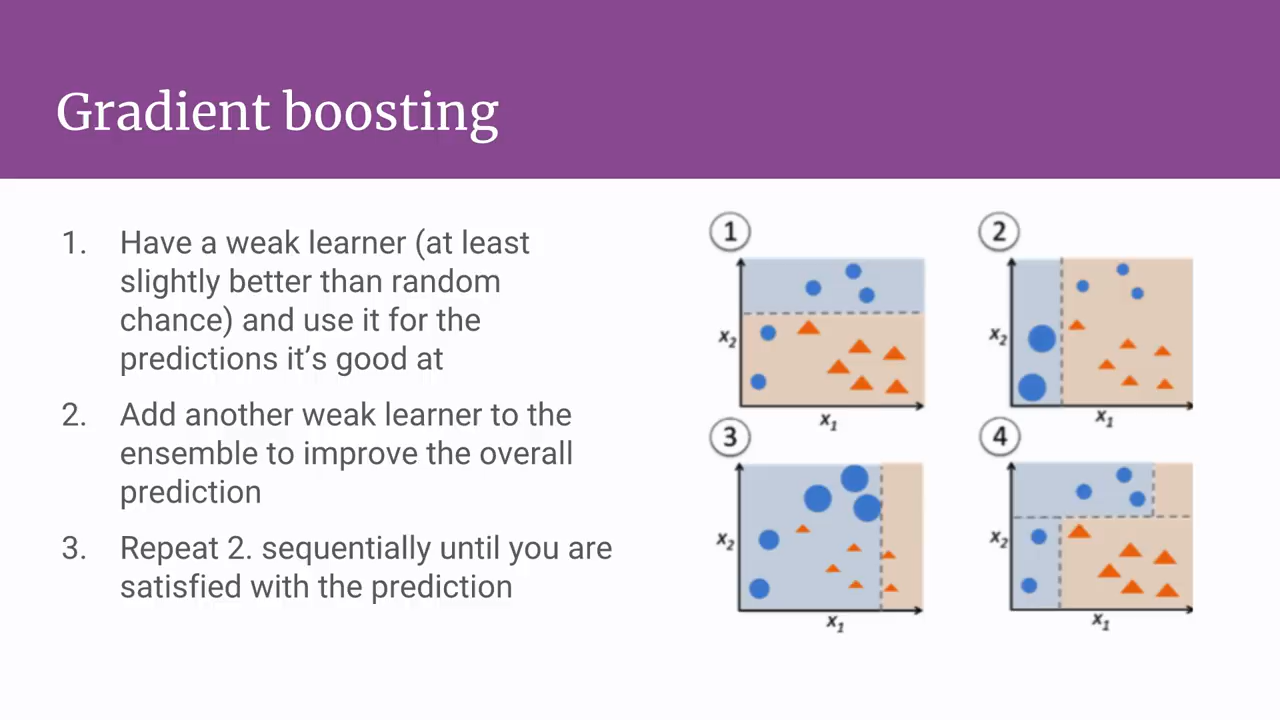 Gradient boosting
1. Have a weak learner (at least
slightly better than random
chance) and use it for the
predictions it’s good at
2. Add another weak learner to the
ensemble to improve the overall
prediction
3. Repeat 2. sequentially until you are
satisfied with the prediction
1
x₂
x₁
2
x₂
x₁
3
x₂
x₁
4
x₂
x₁